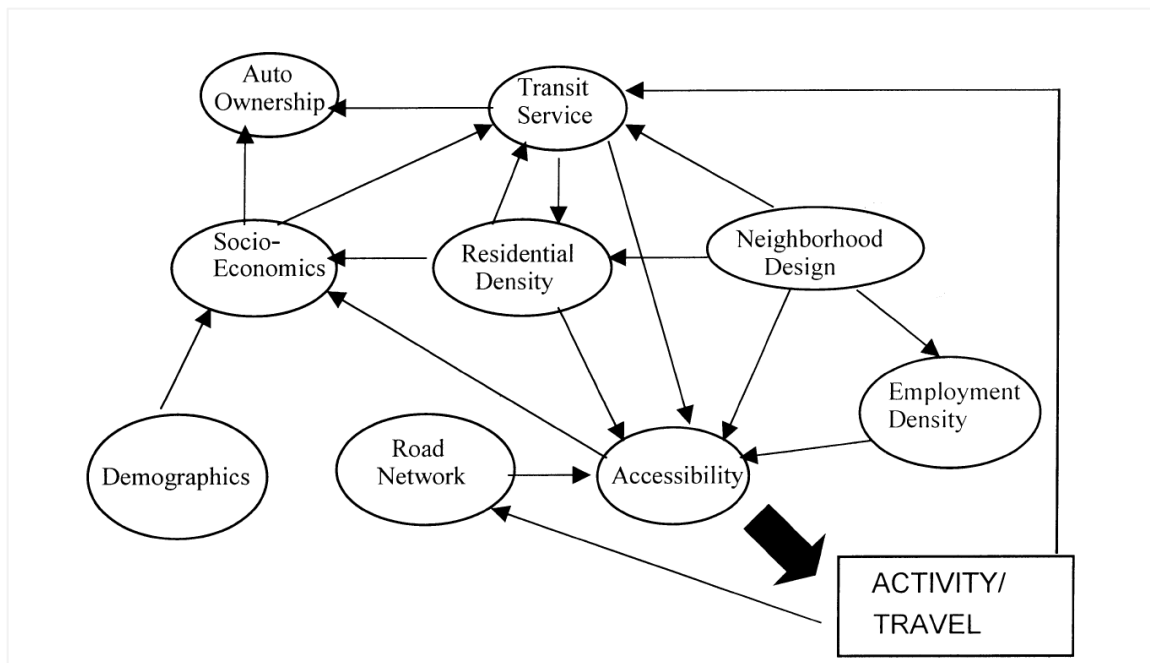 Auto
Ownership
Transit
Service
Socio-
Economics
Residential
Density
Neighborhood
Design
Employment
Density
Demographics
Road
Network
Accessibility
ACTIVITY/
TRAVEL